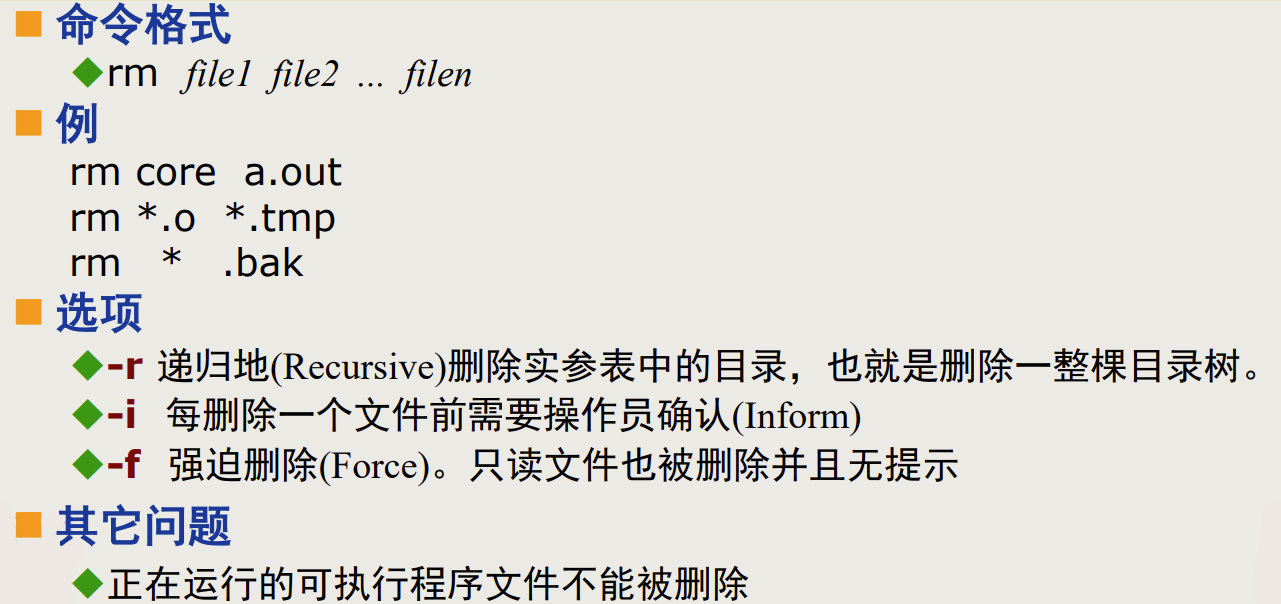 命令格式
rm file1 file2 ... filen
例
rm core a.out
rm *.o *.tmp
rm * .bak
选项
-r 递归地(Recursive)删除实参表中的目录，也就是删除一整棵目录树。
-i 每删除一个文件前需要操作员确认(Inform)
-f 强迫删除(Force)。只读文件也被删除并且无提示
其它问题
正在运行的可执行程序文件不能被删除